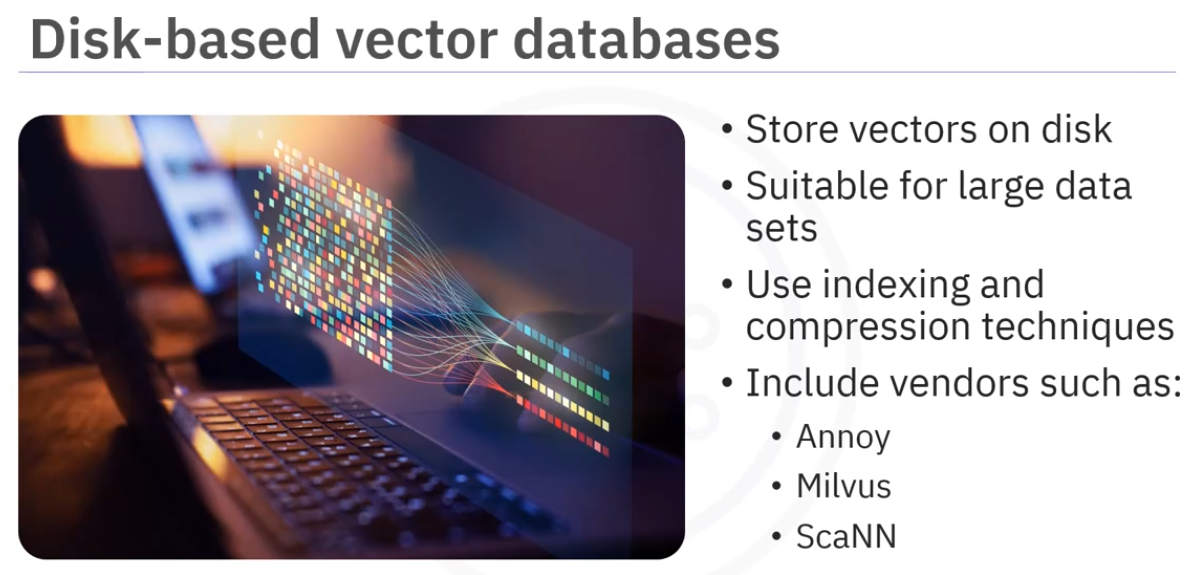 Disk-based vector databases
• Store vectors on disk
• Suitable for large data
sets
• Use indexing and
compression techniques
• Include vendors such as:
• Annoy
• Milvus
• ScaNN